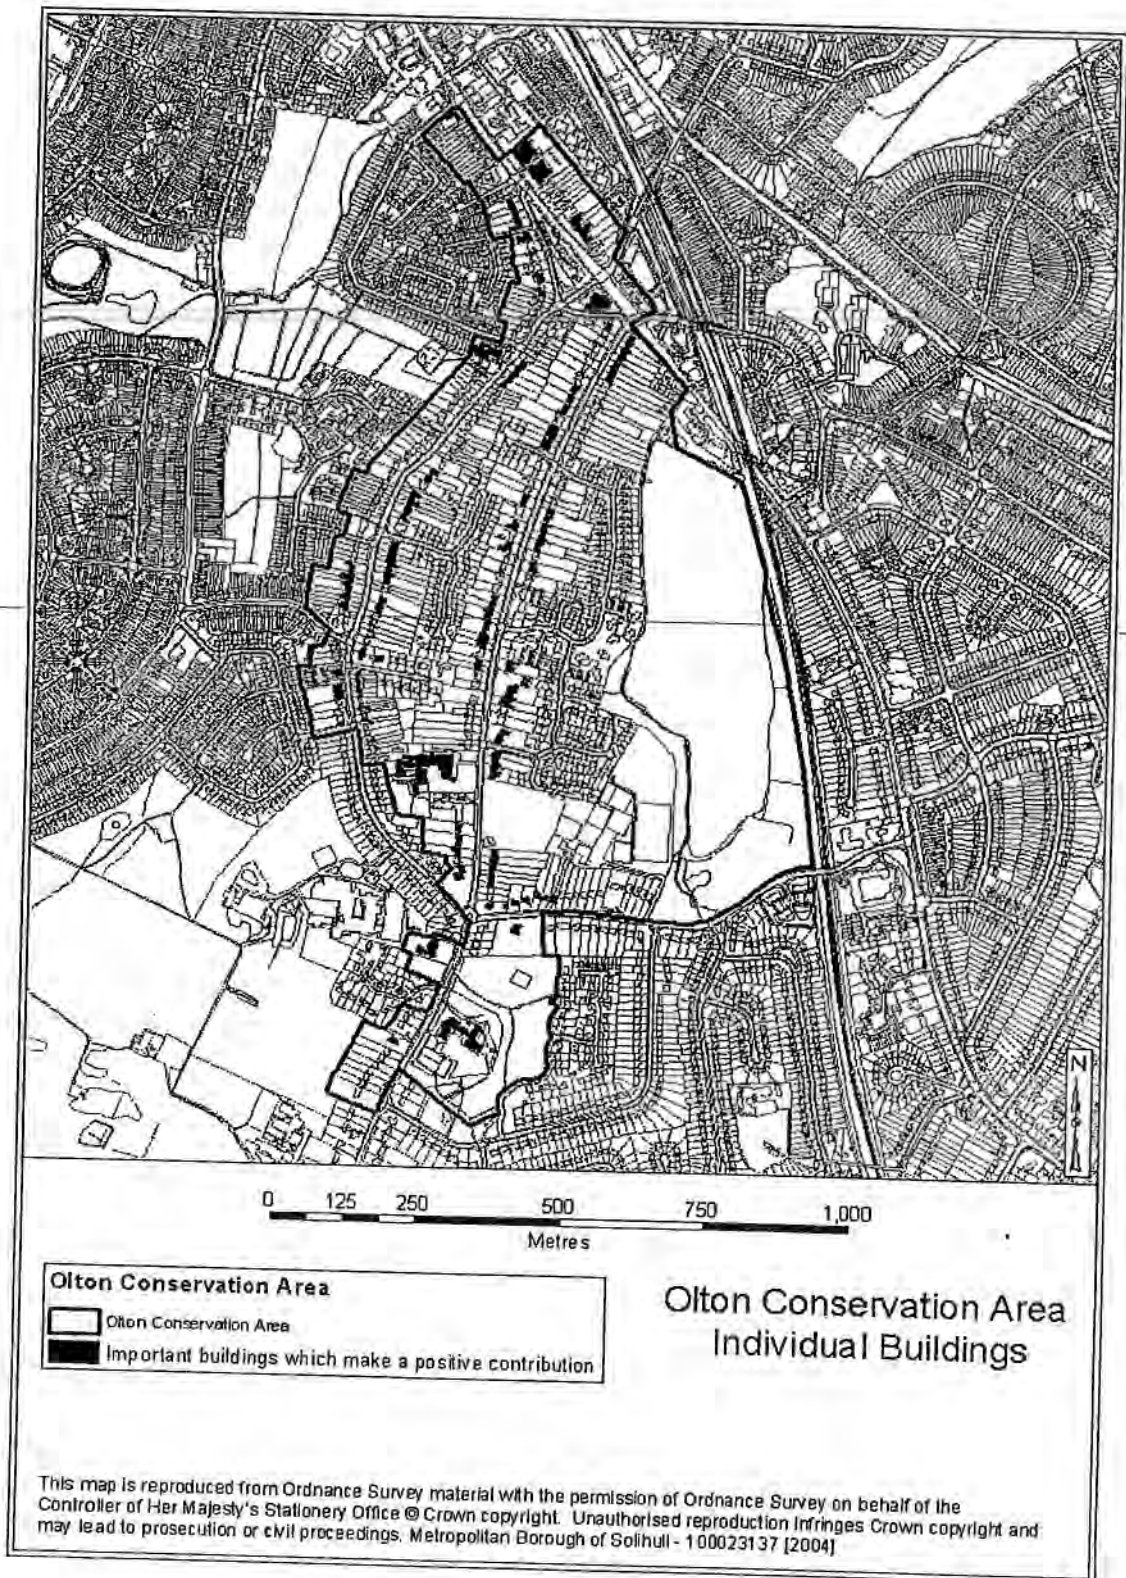 N
0 125 250 500 750 1,000
Metres
Olton Conservation Area
Olton Conservation Area
Important buildings which make a positive contribution
Olton Conservation Area
Individual Buildings
This map is reproduced from Ordnance Survey material with the permission of Ordnance Survey on behalf of the
Controller of Her Majesty's Stationery Office © Crown copyright. Unauthorised reproduction infringes Crown copyright and
may lead to prosecution or civil proceedings. Metropolitan Borough of Solihull - 100023137 [2004]